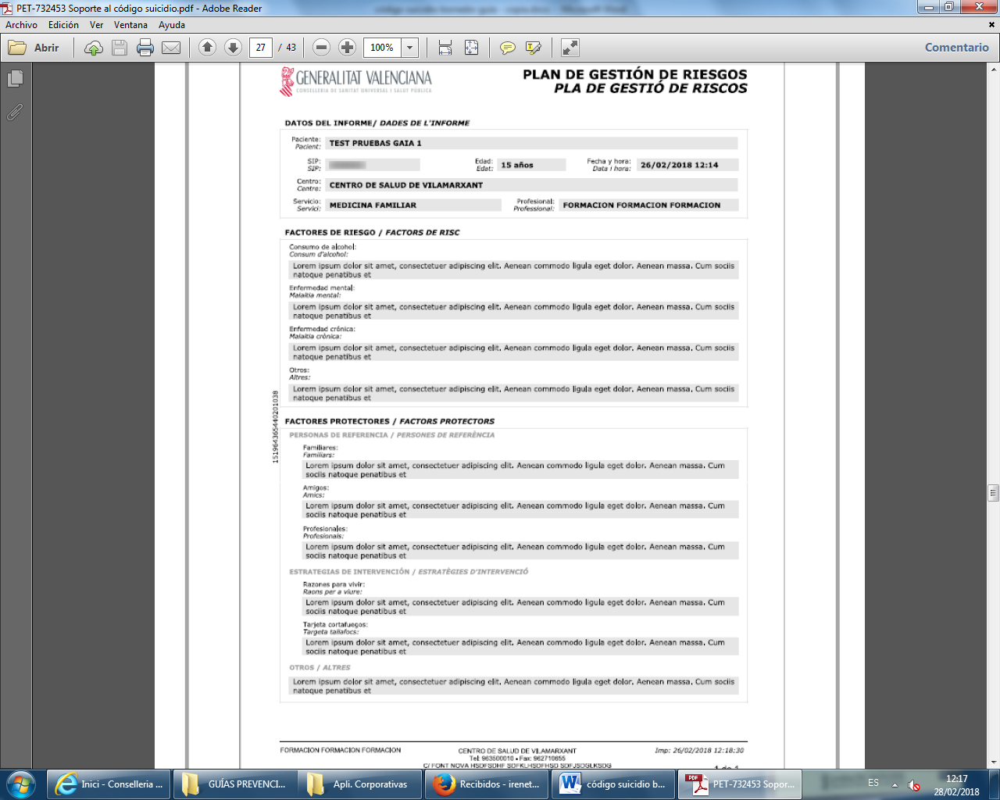 PET-732453 Soporte al código suicidio.pdf - Adobe Reader
Archivo Edición Ver Ventana Ayuda
Abrir 27 / 43 100% Comentario
GENERALITAT VALENCIANA
CONSELLERIA DE SANITAT UNIVERSAL I SALUT PÚBLICA
PLAN DE GESTIÓN DE RIESGOS
PLA DE GESTIÓ DE RISCOS
DATOS DEL INFORME/ DADES DE L'INFORME
Paciente: TEST PRUEBAS GAIA 1
Pacient:
SIP: Edad: 15 años Fecha y hora: 26/02/2018 12:14
SIP: Edat: Data i hora:
Centro: CENTRO DE SALUD DE VILAMARXANT
Centre:
Servicio: MEDICINA FAMILIAR Profesional: FORMACION FORMACION FORMACION
Servici: Professional:
FACTORES DE RIESGO / FACTORS DE RISC
Consumo de alcohol:
Consum d'alcohol:
Lorem ipsum dolor sit amet, consectetuer adipiscing elit. Aenean commodo ligula eget dolor. Aenean massa. Cum sociis
natoque penatibus et
Enfermedad mental:
Malaltia mental:
Lorem ipsum dolor sit amet, consectetuer adipiscing elit. Aenean commodo ligula eget dolor. Aenean massa. Cum sociis
natoque penatibus et
Enfermedad crónica:
Malaltia crònica:
Lorem ipsum dolor sit amet, consectetuer adipiscing elit. Aenean commodo ligula eget dolor. Aenean massa. Cum sociis
natoque penatibus et
Otros:
Altres:
Lorem ipsum dolor sit amet, consectetuer adipiscing elit. Aenean commodo ligula eget dolor. Aenean massa. Cum sociis
natoque penatibus et
FACTORES PROTECTORES / FACTORS PROTECTORS
PERSONAS DE REFERENCIA / PERSONES DE REFERÈNCIA
Familiares:
Familiars:
Lorem ipsum dolor sit amet, consectetuer adipiscing elit. Aenean commodo ligula eget dolor. Aenean massa. Cum
sociis natoque penatibus et
Amigos:
Amics:
Lorem ipsum dolor sit amet, consectetuer adipiscing elit. Aenean commodo ligula eget dolor. Aenean massa. Cum
sociis natoque penatibus et
Profesionales:
Profesionals:
Lorem ipsum dolor sit amet, consectetuer adipiscing elit. Aenean commodo ligula eget dolor. Aenean massa. Cum
sociis natoque penatibus et
ESTRATEGIAS DE INTERVENCIÓN / ESTRATÈGIES D'INTERVENCIÓ
Razones para vivir:
Raons per a viure:
Lorem ipsum dolor sit amet, consectetuer adipiscing elit. Aenean commodo ligula eget dolor. Aenean massa. Cum
sociis natoque penatibus et
Tarjeta cortafuegos:
Targeta tallafocs:
Lorem ipsum dolor sit amet, consectetuer adipiscing elit. Aenean commodo ligula eget dolor. Aenean massa. Cum
sociis natoque penatibus et
OTROS / ALTRES
Lorem ipsum dolor sit amet, consectetuer adipiscing elit. Aenean commodo ligula eget dolor. Aenean massa. Cum sociis
natoque penatibus et
FORMACION FORMACION FORMACION CENTRO DE SALUD DE VILAMARXANT Imp: 26/02/2018 12:18:30
Tel: 963500010 • Fax: 962710655
C/ FONT NOVA HSDFSDHF SDFKLHSDFHSD SDFJSDGLKSDG
1 de 1
Inici - Conselleria ... GUÍAS PREVENCI... Apli. Corporativas Recibidos - irenet... código suicidio b... PET-732453 Sopor... ES 12:17
28/02/2018